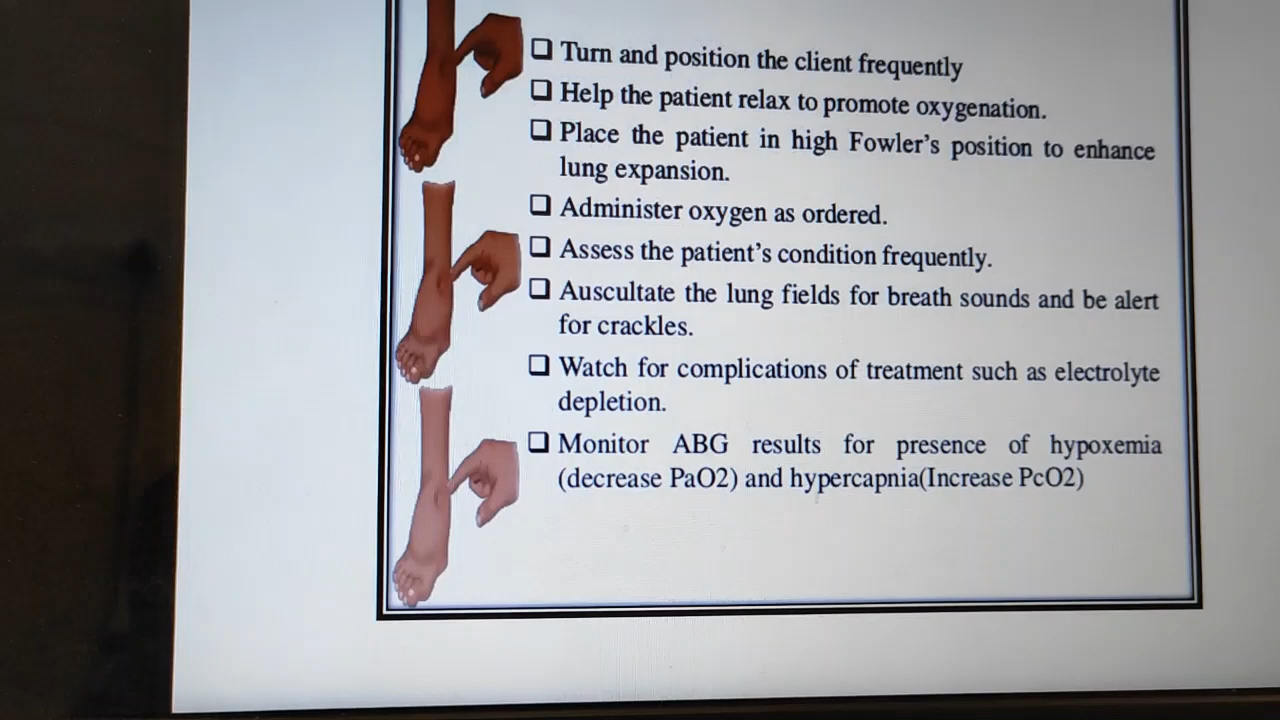 ❑ Turn and position the client frequently
❑ Help the patient relax to promote oxygenation.
❑ Place the patient in high Fowler's position to enhance
lung expansion.
❑ Administer oxygen as ordered.
❑ Assess the patient's condition frequently.
❑ Auscultate the lung fields for breath sounds and be alert
for crackles.
❑ Watch for complications of treatment such as electrolyte
depletion.
❑ Monitor ABG results for presence of hypoxemia
(decrease PaO2) and hypercapnia(Increase PcO2)